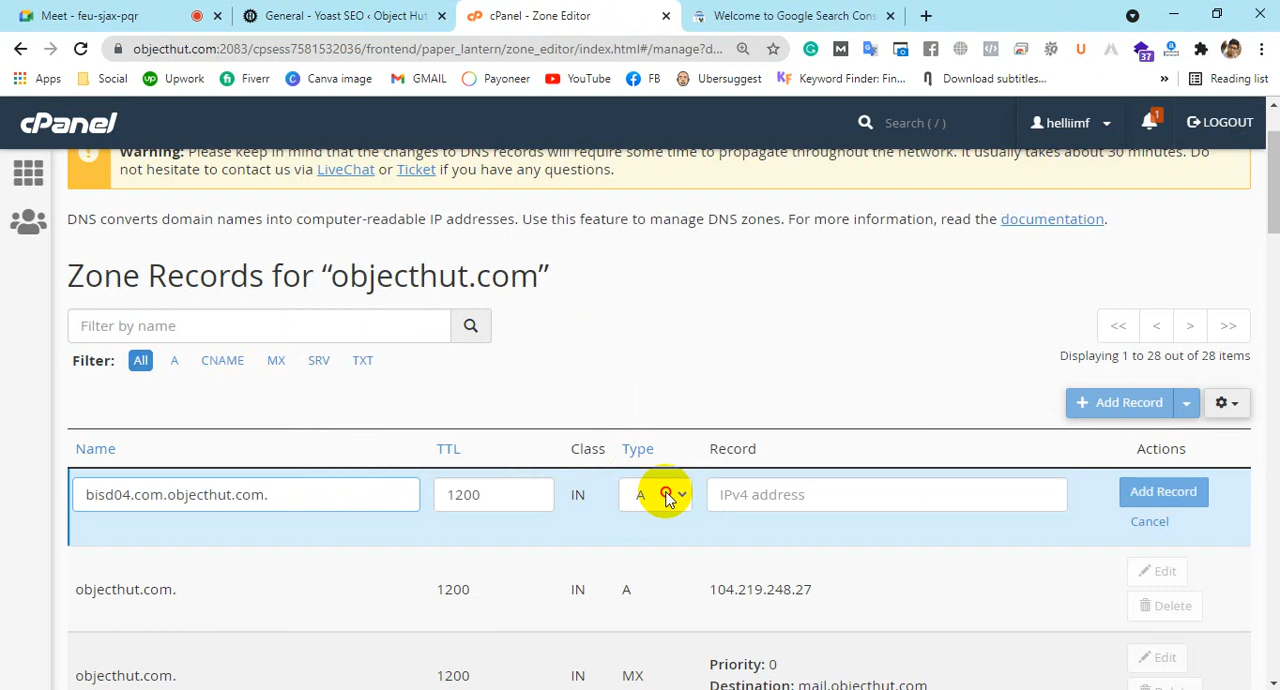 Meet - feu-sjax-pqr
General - Yoast SEO ‹ Object Hut
cPanel - Zone Editor
Welcome to Google Search Cons
objecthut.com:2083/cpsess7581532036/frontend/paper_lantern/zone_editor/index.html#/manage?d...
37
Apps Social Upwork Fiverr Canva image GMAIL Payoneer YouTube FB Ubersuggest Keyword Finder: Fin... Download subtitles... » Reading list
cPanel Search ( / ) helliimf 1 LOGOUT
Warning: Please keep in mind that the changes to DNS records will require some time to propagate throughout the network. It usually takes about 30 minutes. Do
not hesitate to contact us via LiveChat or Ticket if you have any questions.
DNS converts domain names into computer-readable IP addresses. Use this feature to manage DNS zones. For more information, read the documentation.
Zone Records for “objecthut.com”
Filter by name
<< < > >>
Filter: All A CNAME MX SRV TXT
Displaying 1 to 28 out of 28 items
+ Add Record
Name TTL Class Type Record Actions
bisd04.com.objecthut.com. 1200 IN A IPv4 address Add Record
Cancel
objecthut.com. 1200 IN A 104.219.248.27 Edit
Delete
objecthut.com. 1200 IN MX Priority: 0 Edit
Destination: mail.objecthut.com